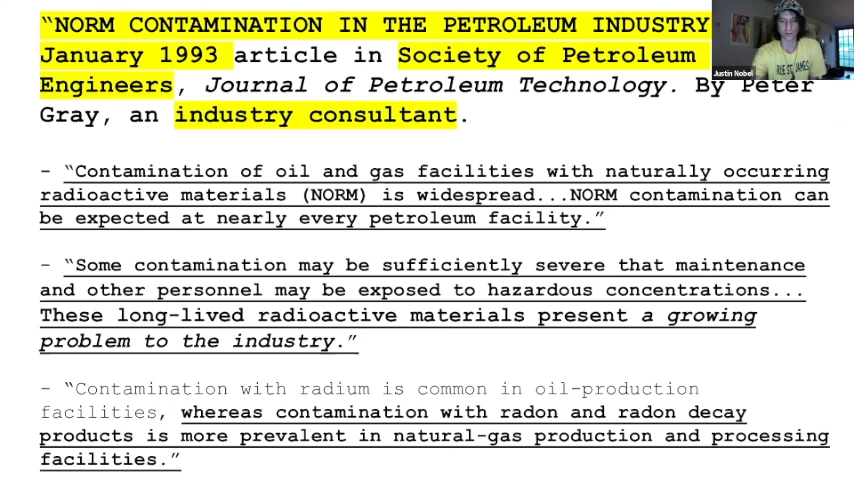 “NORM CONTAMINATION IN THE PETROLEUM INDUSTRY
January 1993 article in Society of Petroleum
Engineers, Journal of Petroleum Technology. By Peter
Gray, an industry consultant.
Justin Nobel
RUE ST. JAMES
- “Contamination of oil and gas facilities with naturally occurring
radioactive materials (NORM) is widespread...NORM contamination can
be expected at nearly every petroleum facility.”
- “Some contamination may be sufficiently severe that maintenance
and other personnel may be exposed to hazardous concentrations...
These long-lived radioactive materials present a growing
problem to the industry.”
- “Contamination with radium is common in oil-production
facilities, whereas contamination with radon and radon decay
products is more prevalent in natural-gas production and processing
facilities.”